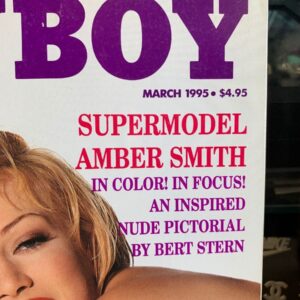 BOY
MARCH 1995 • $4.95
SUPERMODEL
AMBER SMITH
IN COLOR! IN FOCUS!
AN INSPIRED
NUDE PICTORIAL
BY BERT STERN